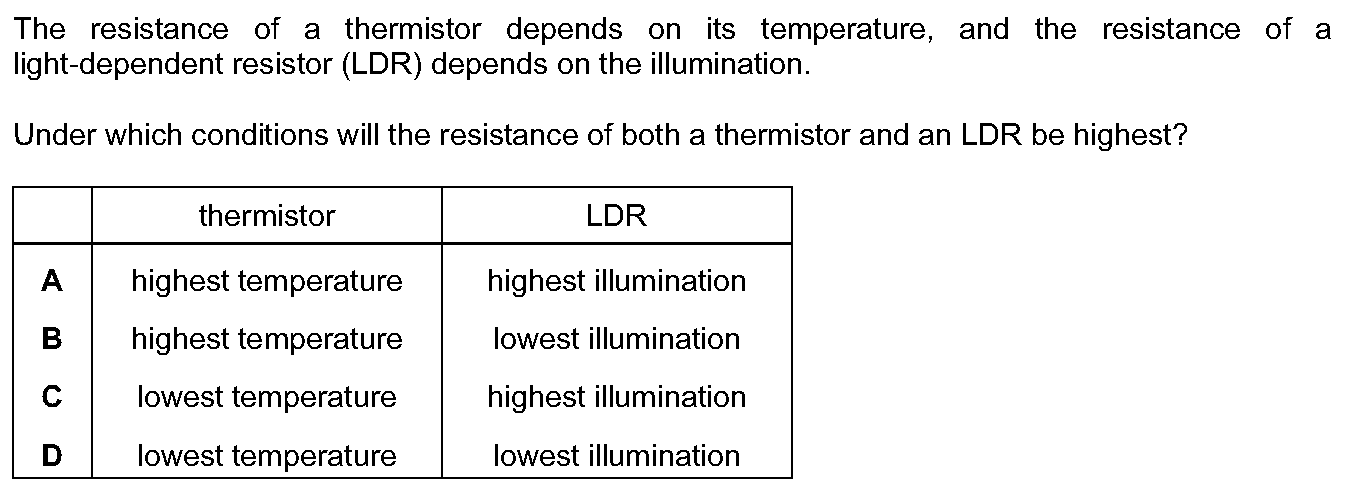 The resistance of a thermistor depends on its temperature, and the resistance of a
light-dependent resistor (LDR) depends on the illumination.
Under which conditions will the resistance of both a thermistor and an LDR be highest?
thermistor LDR
A highest temperature highest illumination
B highest temperature lowest illumination
C lowest temperature highest illumination
D lowest temperature lowest illumination